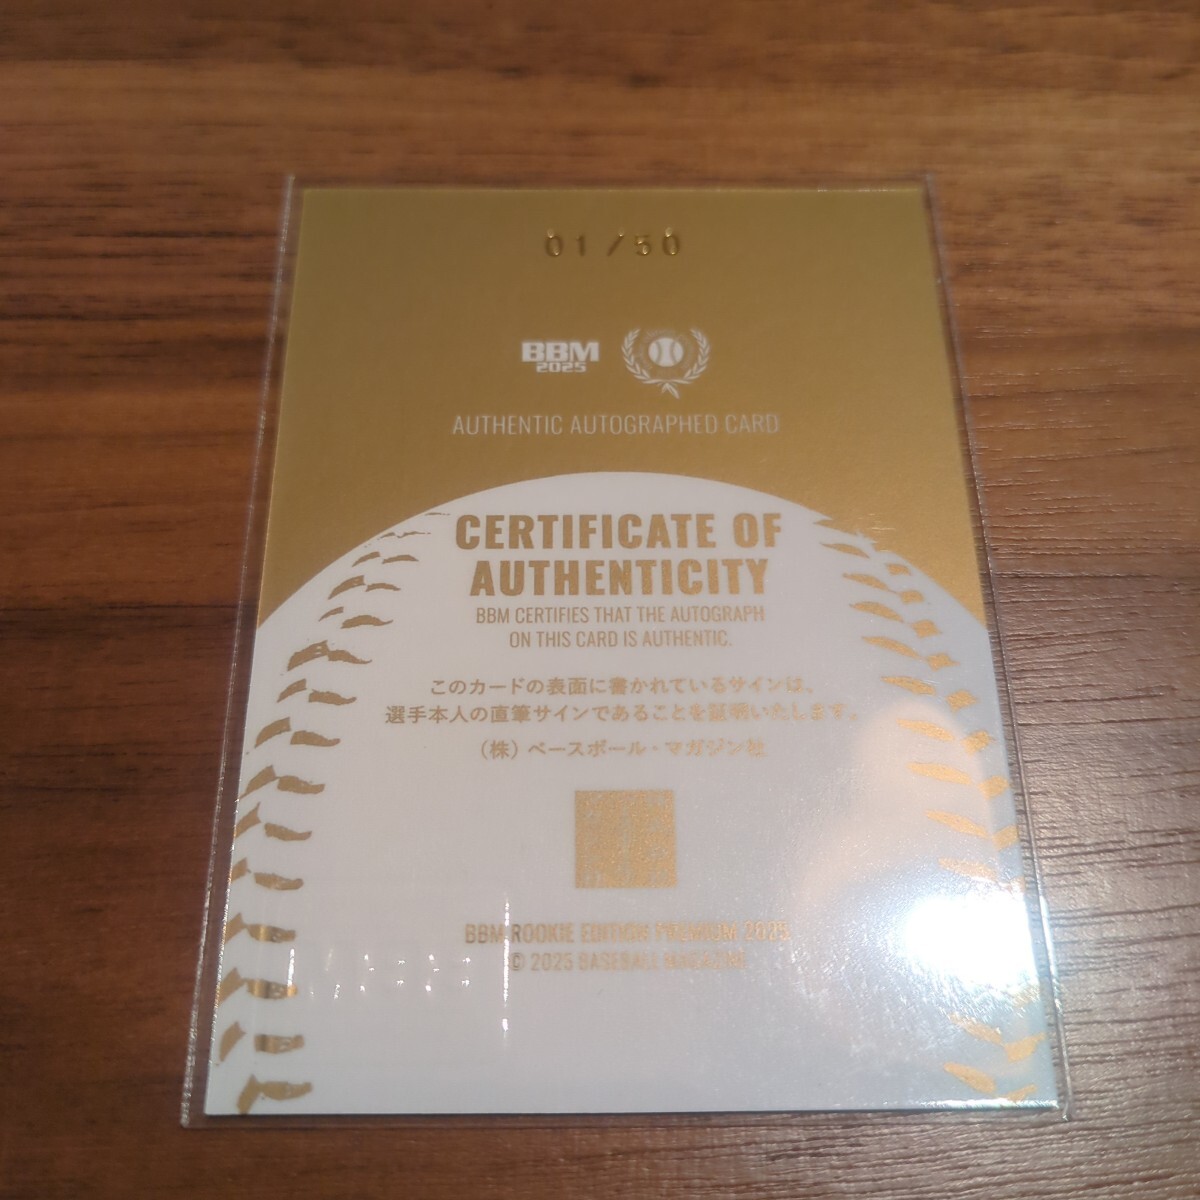 01/50
BBM
2025
AUTHENTIC AUTOGRAPHED CARD
CERTIFICATE OF
AUTHENTICITY
BBM CERTIFIES THAT THE AUTOGRAPH
ON THIS CARD IS AUTHENTIC.
このカードの表面に書かれているサインは、
選手本人の直筆サインであることを証明いたします。
（株）ベースボール・マガジン社
BBM ROOKIE EDITION PREMIUM 2025
© 2025 BASEBALL MAGAZINE